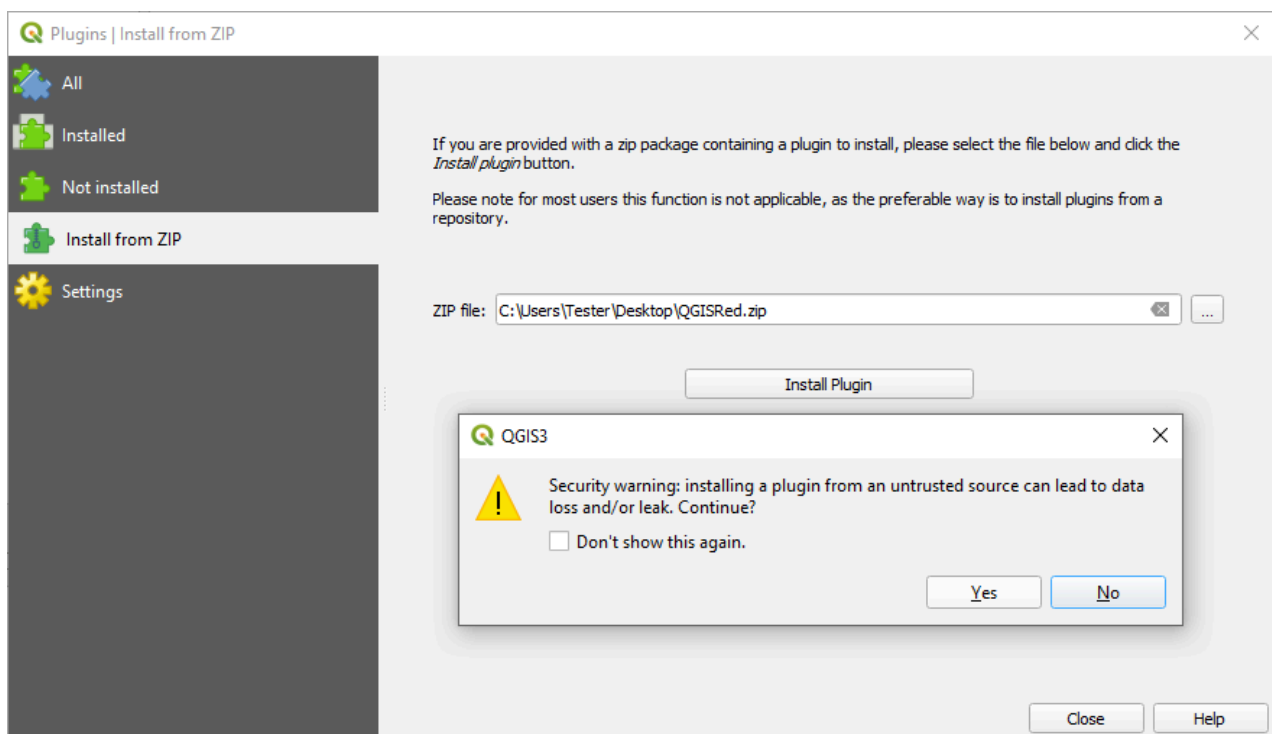 Plugins | Install from ZIP
All
Installed
Not installed
Install from ZIP
Settings
If you are provided with a zip package containing a plugin to install, please select the file below and click the
Install plugin button.
Please note for most users this function is not applicable, as the preferable way is to install plugins from a
repository.
ZIP file: C:\Users\Tester\Desktop\QGISRed.zip ...
Install Plugin
QGIS3
Security warning: installing a plugin from an untrusted source can lead to data
loss and/or leak. Continue?
Don't show this again.
Yes No
Close Help